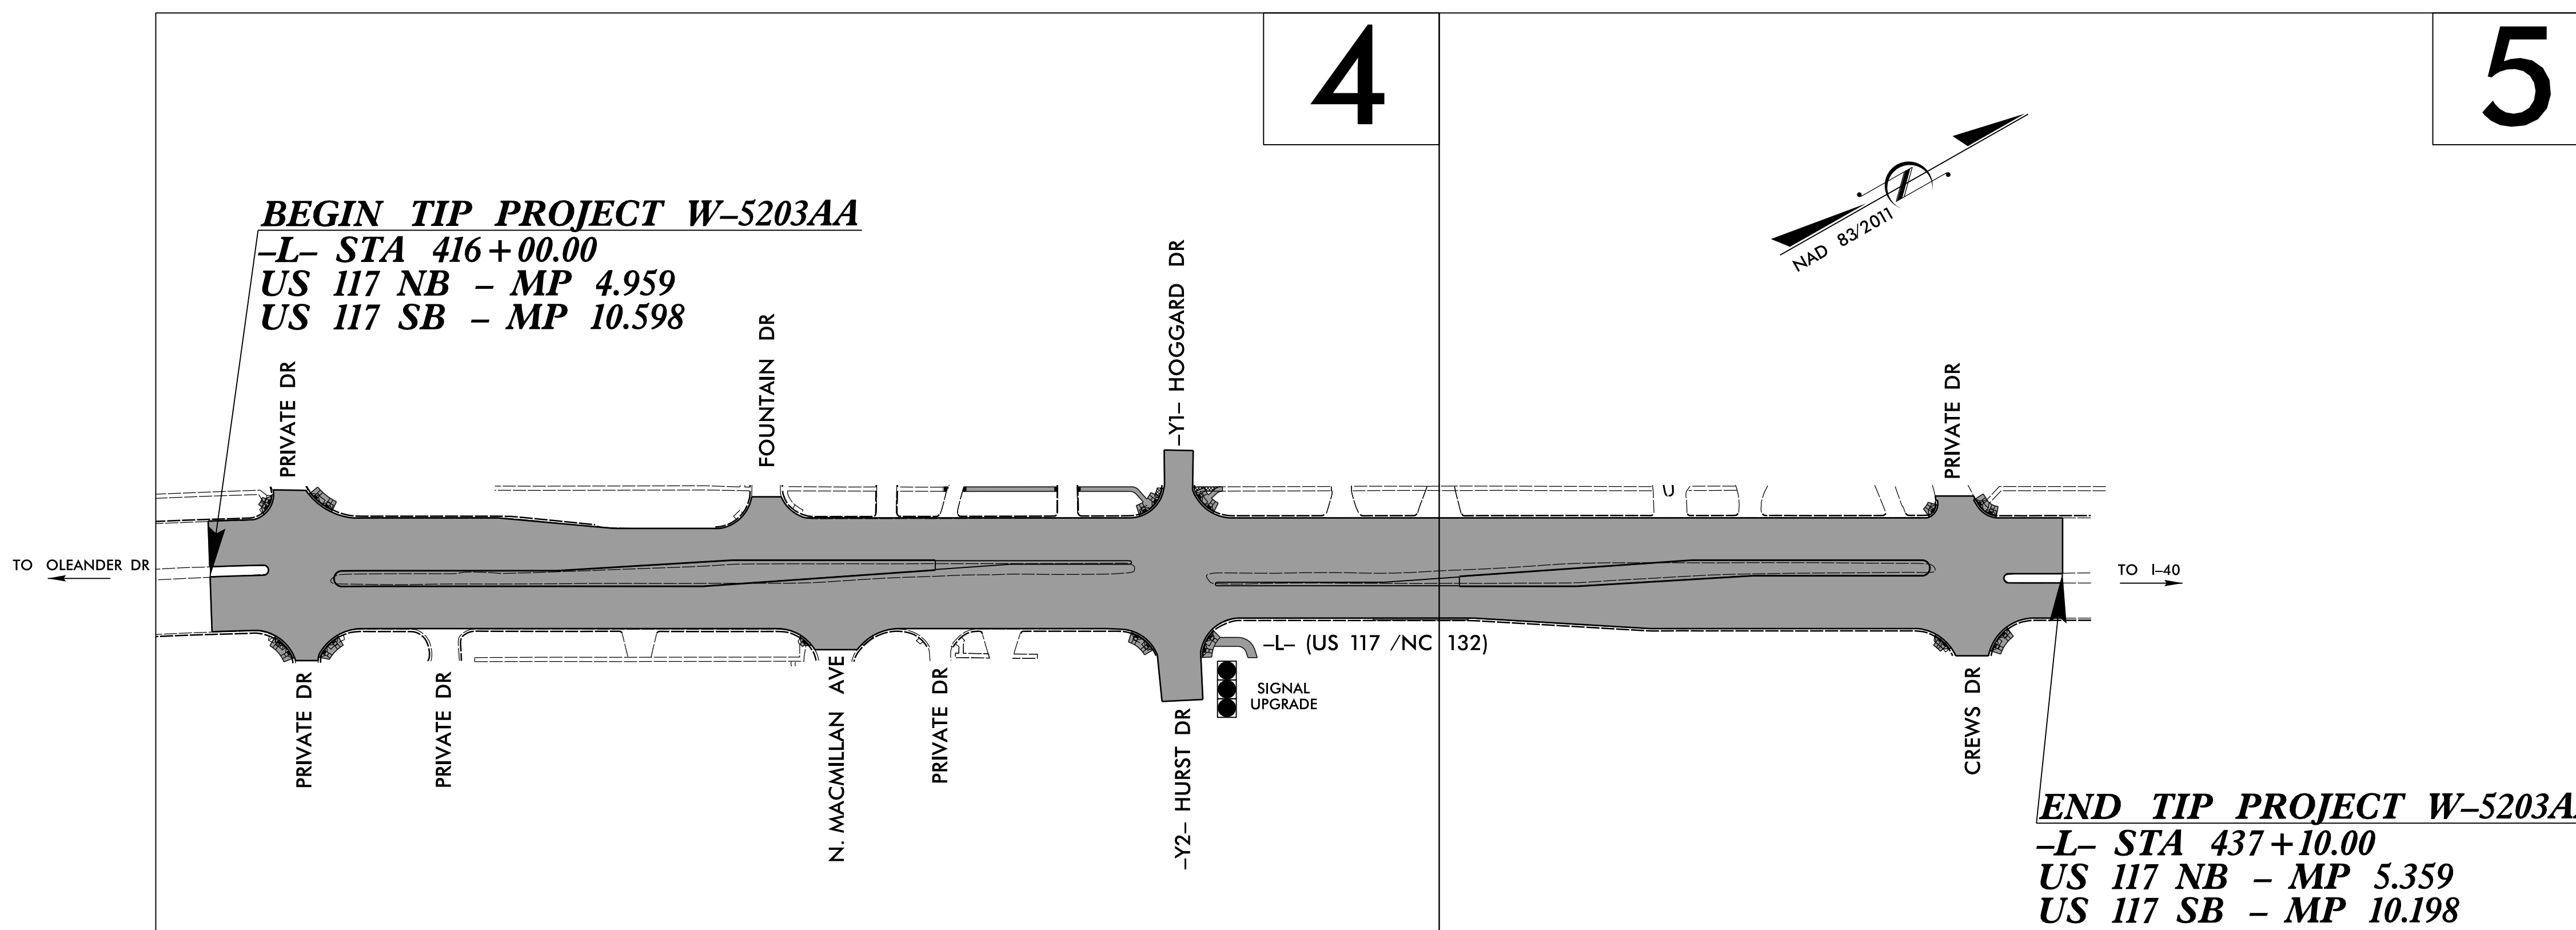 4
5
BEGIN TIP PROJECT W–5203AA
–L– STA 416+00.00
US 117 NB – MP 4.959
US 117 SB – MP 10.598
NAD 83/2011
PRIVATE DR
FOUNTAIN DR
–Y1– HOGGARD DR
PRIVATE DR
TO OLEANDER DR
TO I–40
–L– (US 117 /NC 132)
SIGNAL
UPGRADE
PRIVATE DR
PRIVATE DR
N. MACMILLAN AVE
PRIVATE DR
–Y2– HURST DR
CREWS DR
END TIP PROJECT W–5203A
–L– STA 437+10.00
US 117 NB – MP 5.359
US 117 SB – MP 10.198